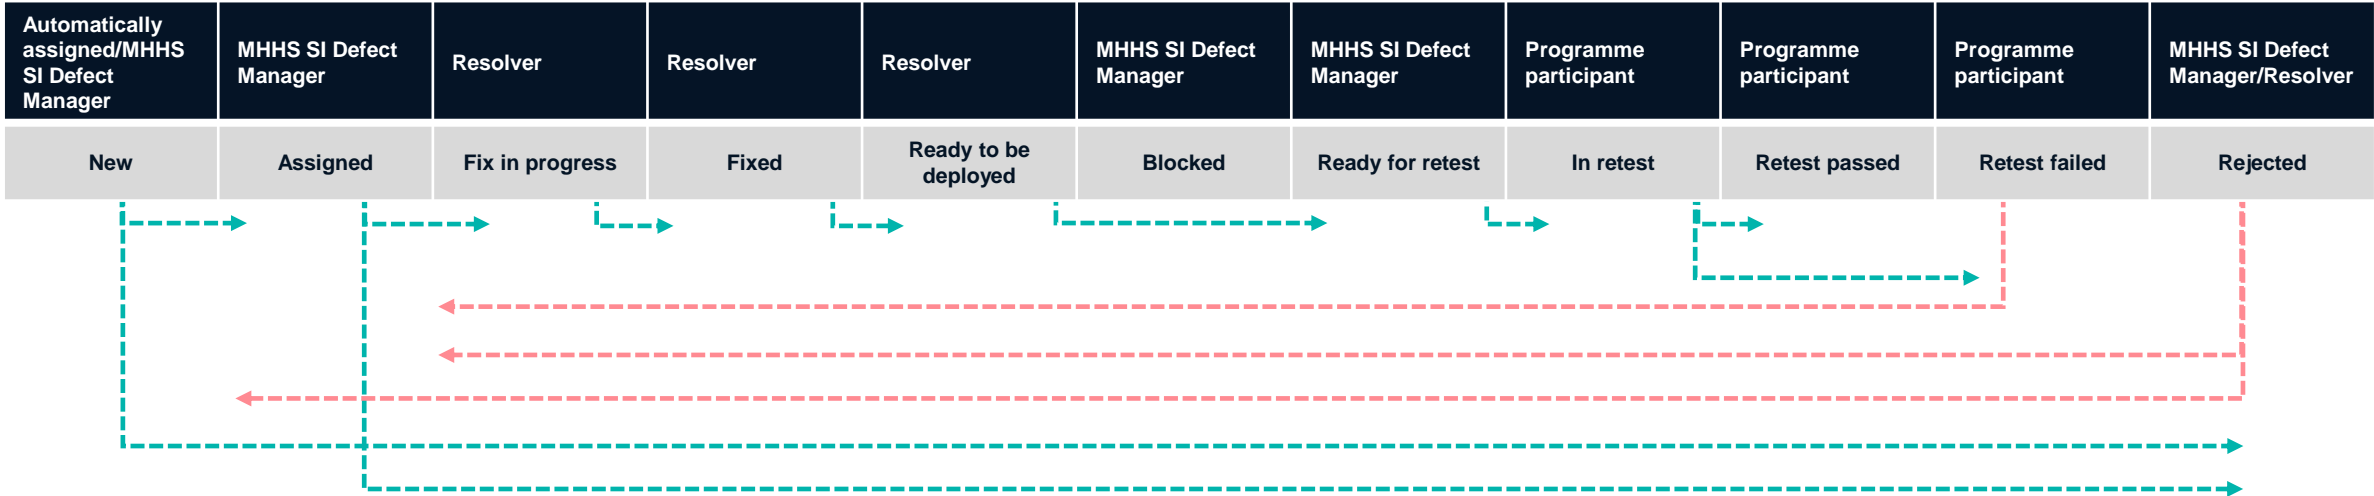 Automatically
assigned/MHHS
SI Defect
Manager
MHHS SI Defect
Manager
Resolver
Resolver
Resolver
MHHS SI Defect
Manager
MHHS SI Defect
Manager
Programme
participant
Programme
participant
Programme
participant
MHHS SI Defect
Manager/Resolver
New
Assigned
Fix in progress
Fixed
Ready to be
deployed
Blocked
Ready for retest
In retest
Retest passed
Retest failed
Rejected